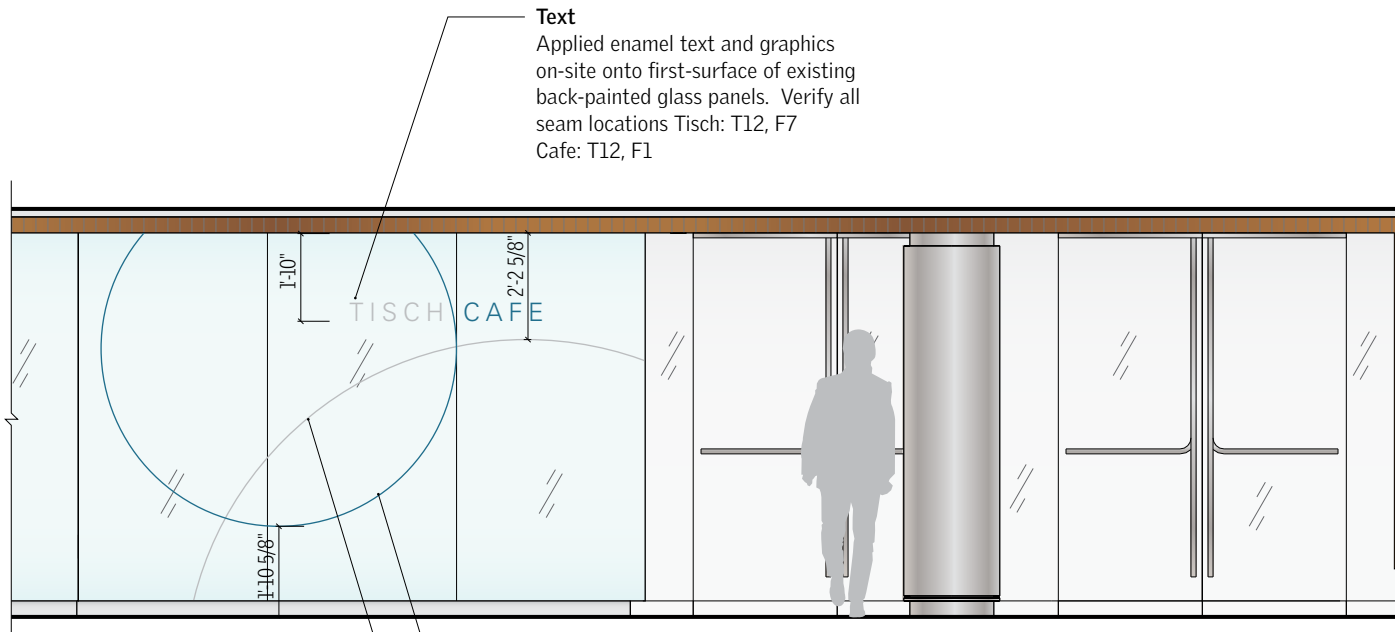 Text
Applied enamel text and graphics
on-site onto first-surface of existing
back-painted glass panels.  Verify all
seam locations Tisch: T12, F7
Cafe: T12, F1
1'-10"
2'-2 5/8"
TISCH CAFE
1'10 5/8"